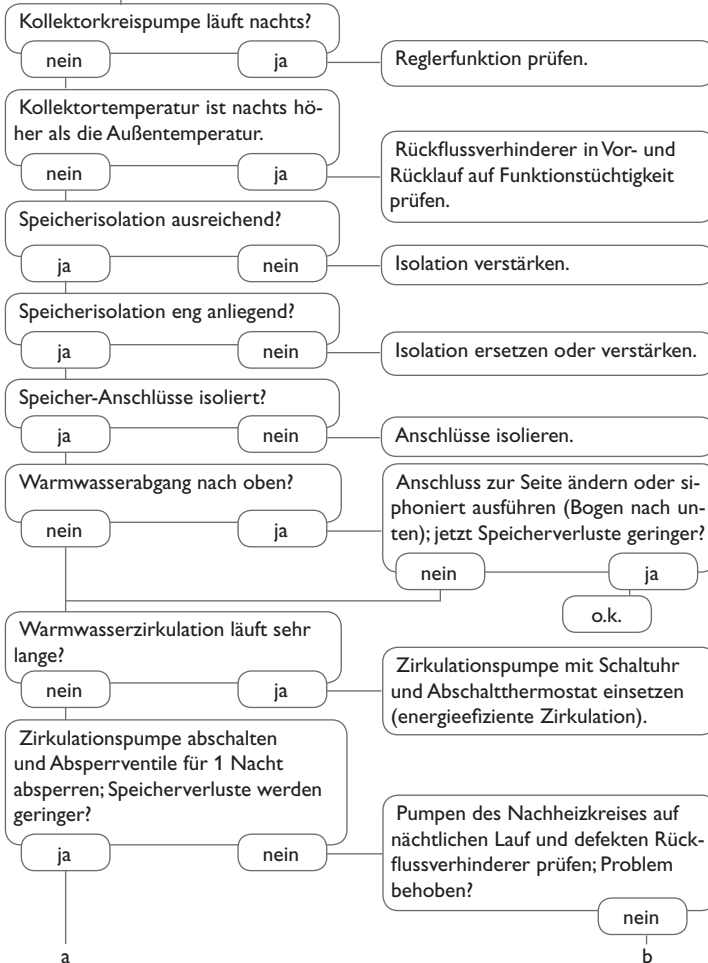 Kollektorkreispumpe läuft nachts?
nein
ja
Reglerfunktion prüfen.
Kollektortemperatur ist nachts hö-
her als die Außentemperatur.
nein
ja
Rückflussverhinderer in Vor- und
Rücklauf auf Funktionstüchtigkeit
prüfen.
Speicherisolation ausreichend?
ja
nein
Isolation verstärken.
Speicherisolation eng anliegend?
ja
nein
Isolation ersetzen oder verstärken.
Speicher-Anschlüsse isoliert?
ja
nein
Anschlüsse isolieren.
Warmwasserabgang nach oben?
nein
ja
Anschluss zur Seite ändern oder si-
phoniert ausführen (Bogen nach un-
ten); jetzt Speicherverluste geringer?
nein
ja
o.k.
Warmwasserzirkulation läuft sehr
lange?
nein
ja
Zirkulationspumpe mit Schaltuhr
und Abschaltthermostat einsetzen
(energieefiziente Zirkulation).
Zirkulationspumpe abschalten
und Absperrventile für 1 Nacht
absperren; Speicherverluste werden
geringer?
ja
nein
Pumpen des Nachheizkreises auf
nächtlichen Lauf und defekten Rück-
flussverhinderer prüfen; Problem
behoben?
nein
a
b